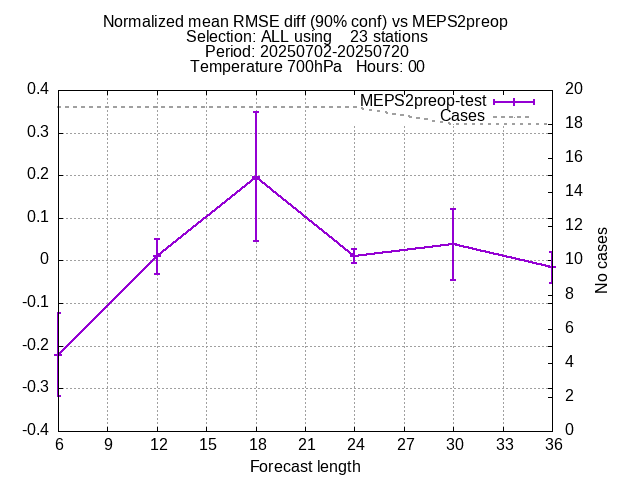 Normalized mean RMSE diff (90% conf) vs MEPS2preop
Selection: ALL using    23 stations
Period: 20250702-20250720
Temperature 700hPa   Hours: 00
MEPS2preop-test
Cases
0.4
0.3
0.2
0.1
0
-0.1
-0.2
-0.3
-0.4
20
18
16
14
12
10
8
6
4
2
0
No cases
6 9 12 15 18 21 24 27 30 33 36
Forecast length